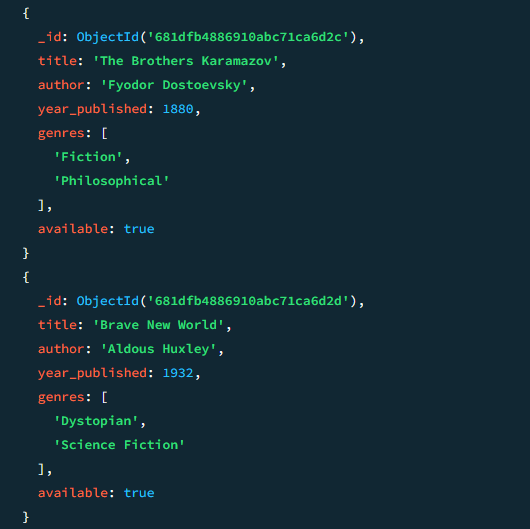 {
  _id: ObjectId('681dfb4886910abc71ca6d2c'),
  title: 'The Brothers Karamazov',
  author: 'Fyodor Dostoevsky',
  year_published: 1880,
  genres: [
    'Fiction',
    'Philosophical'
  ],
  available: true
}
{
  _id: ObjectId('681dfb4886910abc71ca6d2d'),
  title: 'Brave New World',
  author: 'Aldous Huxley',
  year_published: 1932,
  genres: [
    'Dystopian',
    'Science Fiction'
  ],
  available: true
}